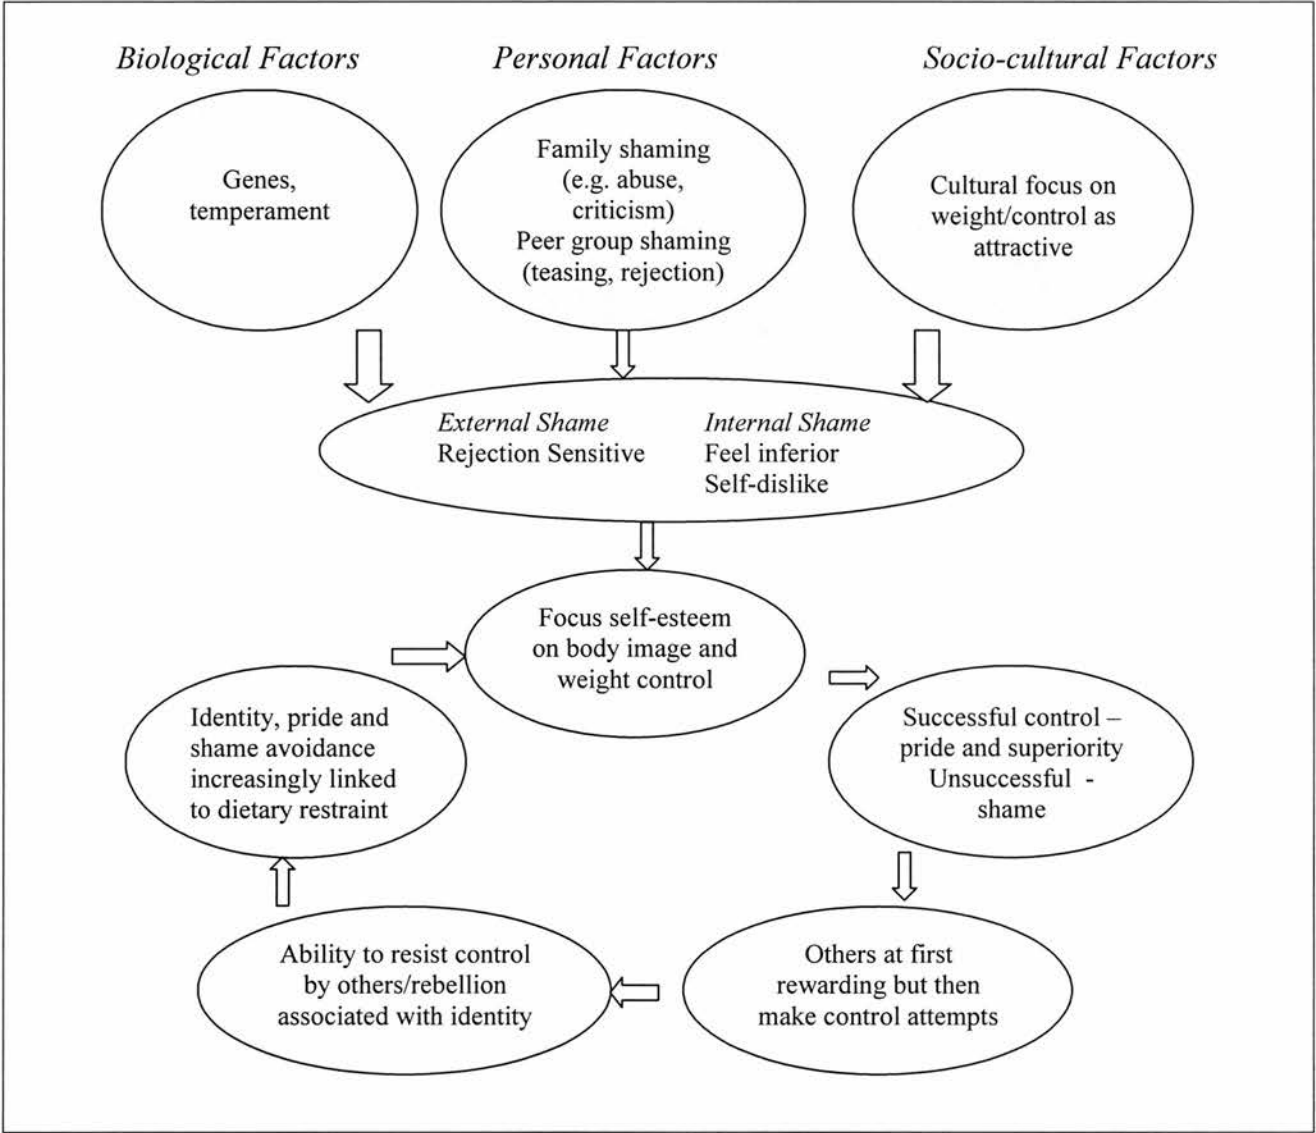 Biological Factors
Personal Factors
Socio-cultural Factors
Genes,
temperament
Family shaming
(e.g. abuse,
criticism)
Peer group shaming
(teasing, rejection)
Cultural focus on
weight/control as
attractive
External Shame
Rejection Sensitive
Internal Shame
Feel inferior
Self-dislike
Focus self-esteem
on body image and
weight control
Identity, pride and
shame avoidance
increasingly linked
to dietary restraint
Successful control –
pride and superiority
Unsuccessful -
shame
Ability to resist control
by others/rebellion
associated with identity
Others at first
rewarding but then
make control attempts